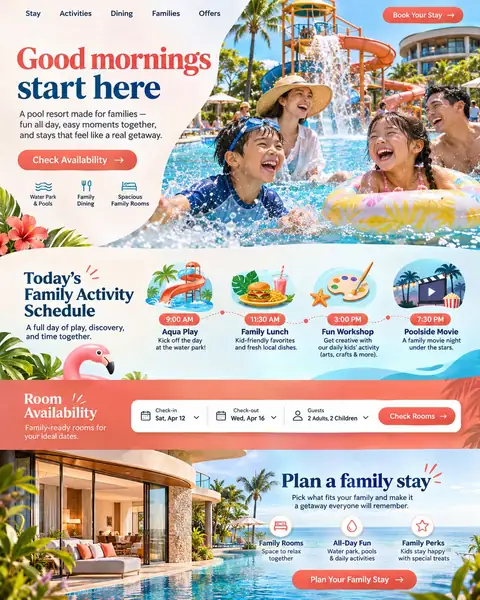 Stay Activities Dining Families Offers
Book Your Stay →
Good mornings
start here
A pool resort made for families —
fun all day, easy moments together,
and stays that feel like a real getaway.
Check Availability →
Water Park
& Pools
Family
Dining
Spacious
Family Rooms
Today's
Family Activity
Schedule
A full day of play, discovery,
and time together.
9:00 AM
Aqua Play
Kick off the day
at the water park!
11:30 AM
Family Lunch
Kid-friendly favorites
and fresh local dishes.
3:00 PM
Fun Workshop
Get creative with
our daily kids' activity
(arts, crafts & more).
7:30 PM
Poolside Movie
A family movie night
under the stars.
Room
Availability
Family-ready rooms for
your ideal dates.
Check-in
Sat, Apr 12
Check-out
Wed, Apr 16
Guests
2 Adults, 2 Children
Check Rooms →
Plan a family stay
Pick what fits your family and make it
a getaway everyone will remember.
Family Rooms
Space to relax
together
All-Day Fun
Water park, pools
& daily activities
Family Perks
Kids stay happy
with special treats
Plan Your Family Stay →